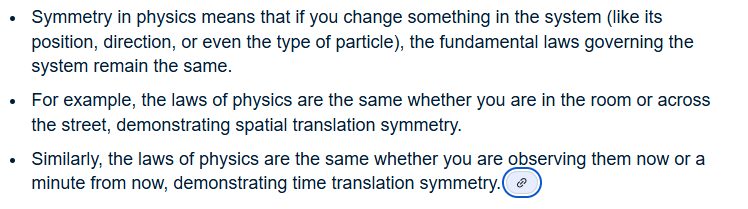 • Symmetry in physics means that if you change something in the system (like its
position, direction, or even the type of particle), the fundamental laws governing the
system remain the same.
• For example, the laws of physics are the same whether you are in the room or across
the street, demonstrating spatial translation symmetry.
• Similarly, the laws of physics are the same whether you are observing them now or a
minute from now, demonstrating time translation symmetry.